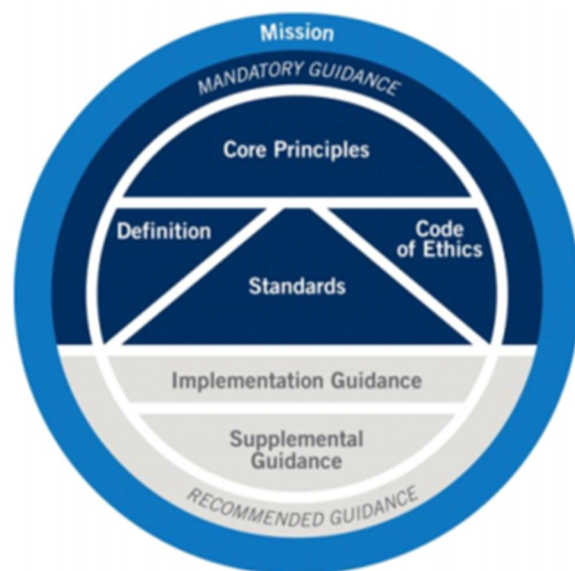 Mission
MANDATORY GUIDANCE
Core Principles
Definition
Code
of Ethics
Standards
Implementation Guidance
Supplemental
Guidance
RECOMMENDED GUIDANCE